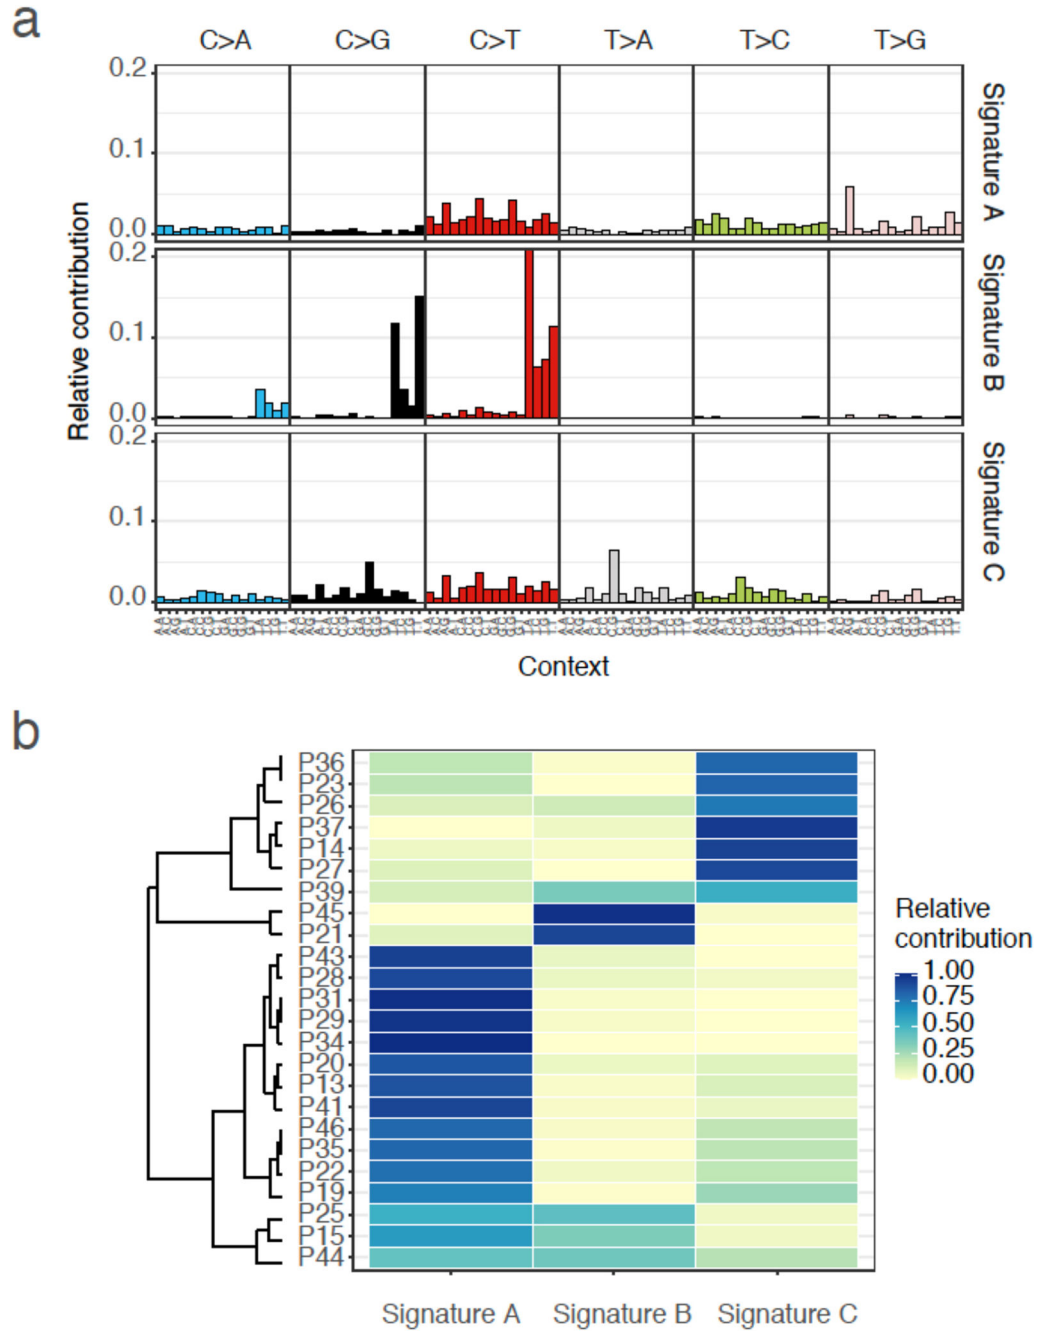 a
C>A C>G C>T T>A T>C T>G
0.2
0.1
0.0
Signature A
0.2
0.1
0.0
Signature B
0.2
0.1
0.0
Signature C
Relative contribution
Context
b
P36
P23
P26
P37
P14
P27
P39
P45
P21
P43
P28
P31
P29
P34
P20
P13
P41
P46
P35
P22
P19
P25
P15
P44
Relative
contribution
1.00
0.75
0.50
0.25
0.00
Signature A Signature B Signature C